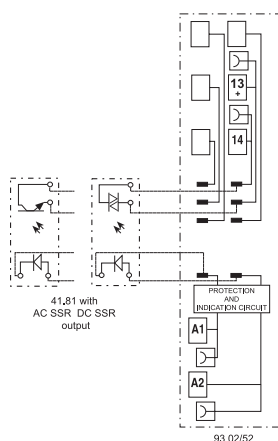 13
+
14
41.81 with
AC SSR DC SSR
output
PROTECTION
AND
INDICATION CIRCUIT
A1
A2
93.02/52